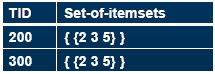 TID Set-of-itemsets
200 { {2 3 5} }
300 { {2 3 5} }